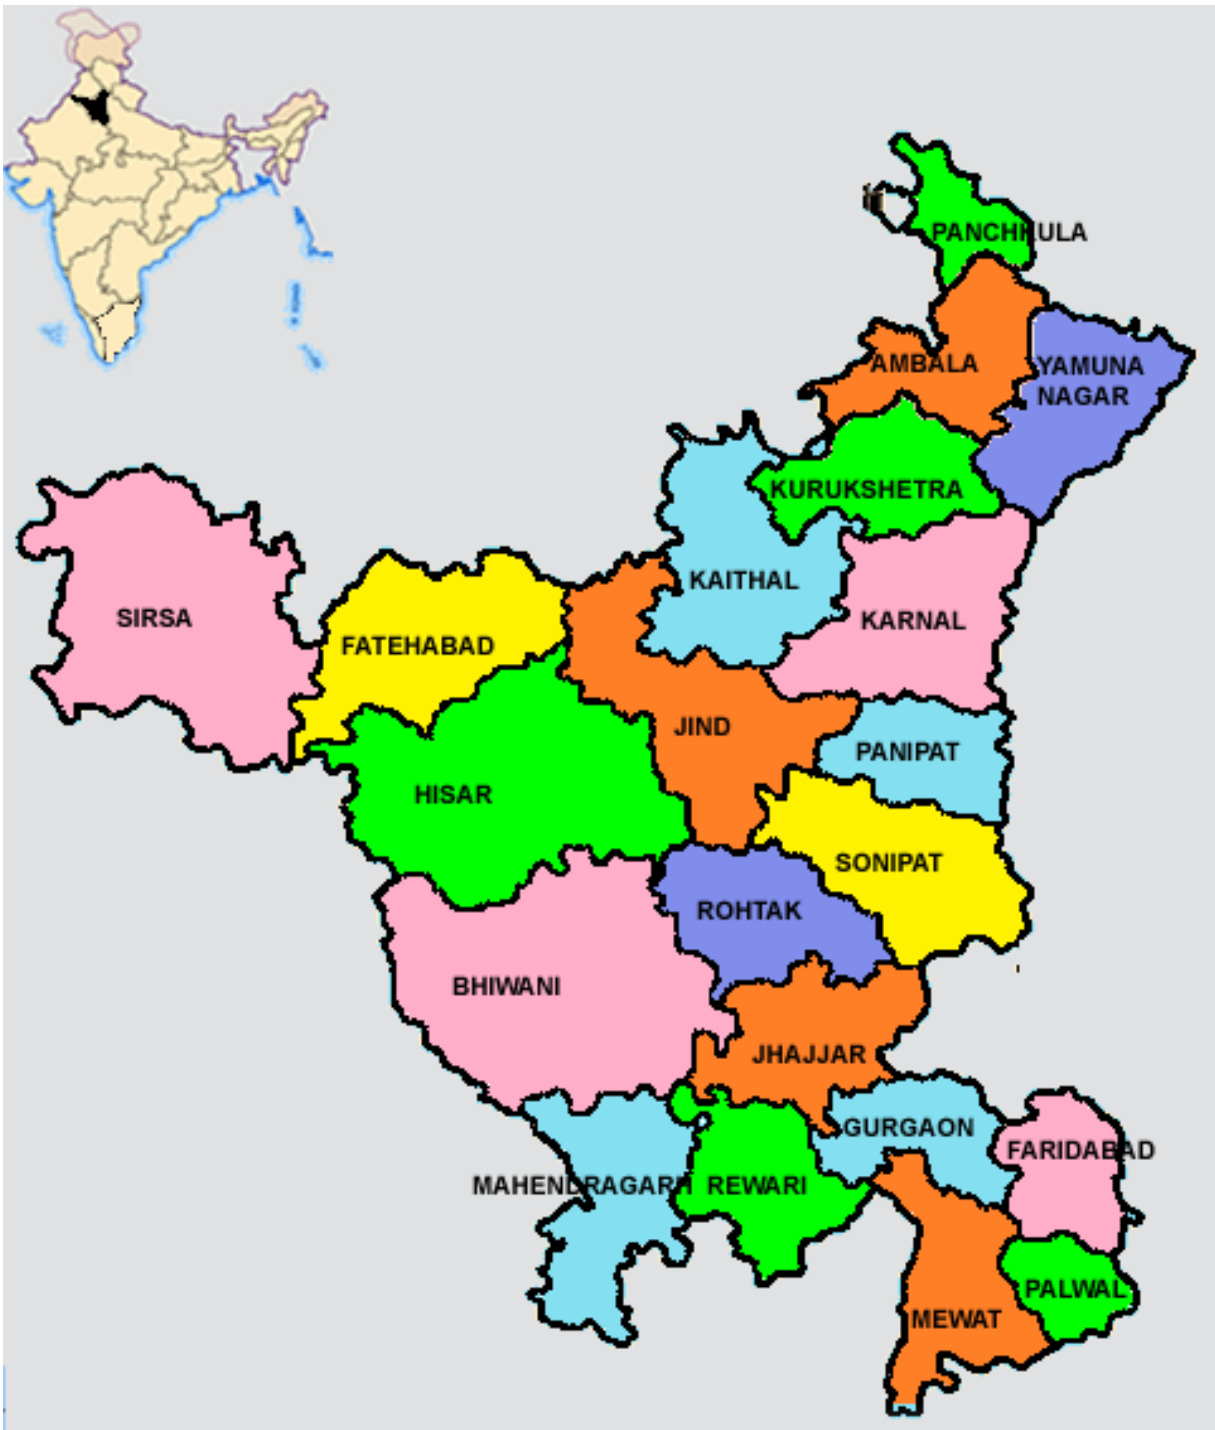 PANCHKULA
AMBALA
YAMUNA
NAGAR
KURUKSHETRA
KAITHAL
KARNAL
SIRSA
FATEHABAD
JIND
PANIPAT
HISAR
SONIPAT
ROHTAK
BHIWANI
JHAJJAR
GURGAON
FARIDABAD
MAHENDRAGARH
REWARI
PALWAL
MEWAT